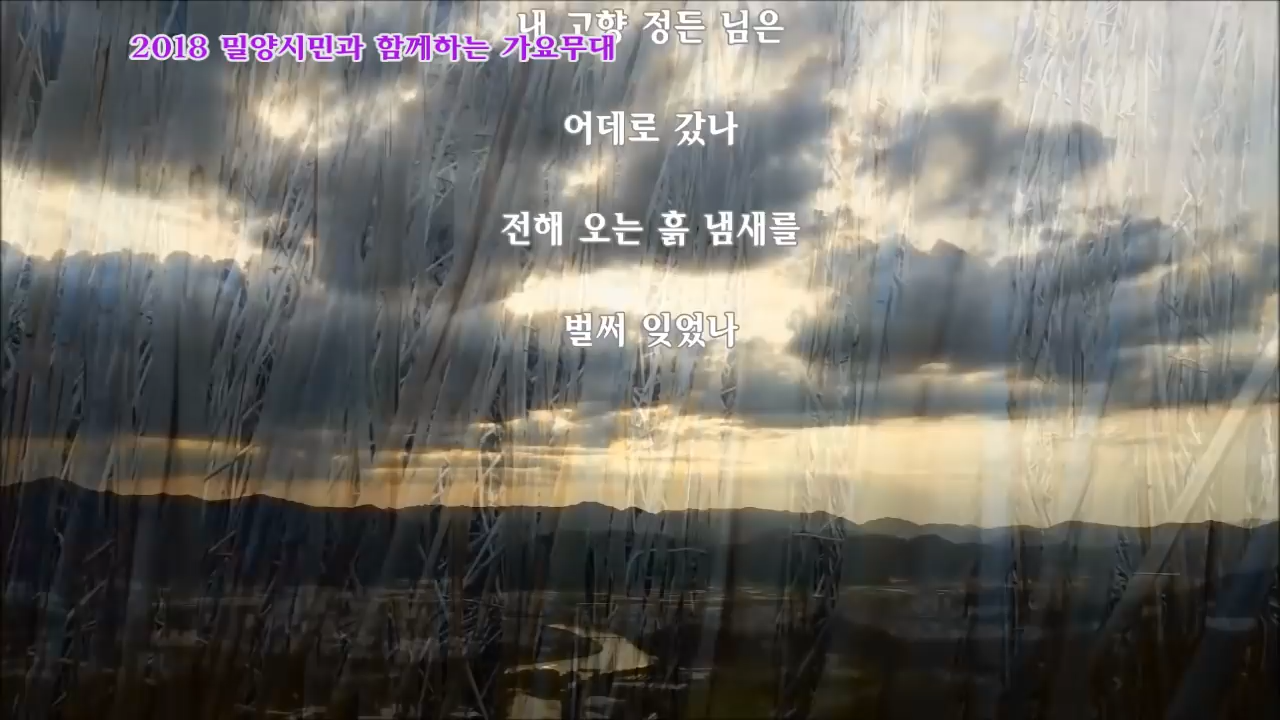 내 고향 정든 님은
2018 밀양시민과 함께하는 가요무대
어데로 갔나
전해 오는 흙 냄새를
벌써 잊었나